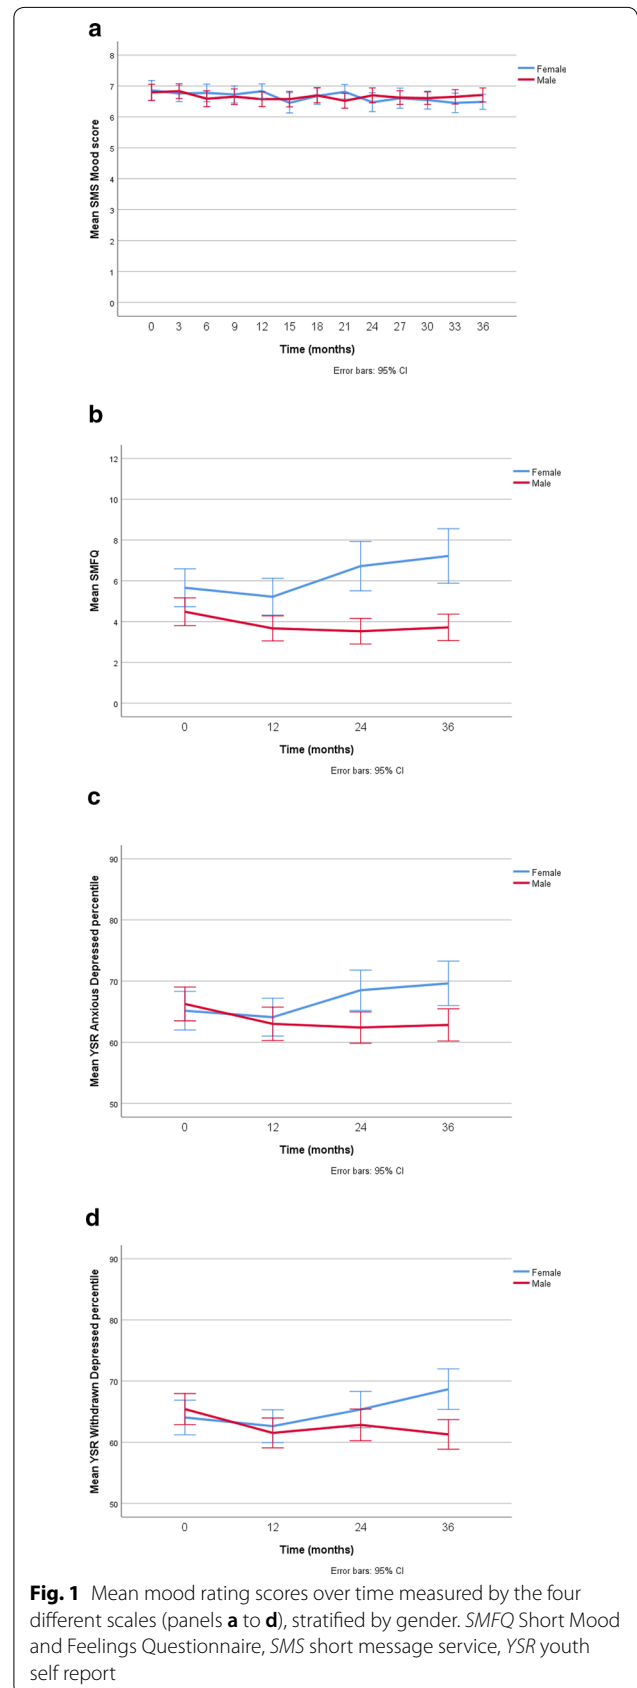 a
8
7
6
5
4
3
2
1
0
Mean SMS Mood score
Female
Male
0 3 6 9 12 15 18 21 24 27 30 33 36
Time (months)
Error bars: 95% CI
b
12
10
8
6
4
2
0
Mean SMFQ
Female
Male
0 12 24 36
Time (months)
Error bars: 95% CI
c
90
80
70
60
50
Mean YSR Anxious Depressed percentile
Female
Male
0 12 24 36
Time (months)
Error bars: 95% CI
d
90
80
70
60
50
Mean YSR Withdrawn Depressed percentile
Female
Male
0 12 24 36
Time (months)
Error bars: 95% CI
Fig. 1 Mean mood rating scores over time measured by the four
different scales (panels a to d), stratified by gender. SMFQ Short Mood
and Feelings Questionnaire, SMS short message service, YSR youth
self report